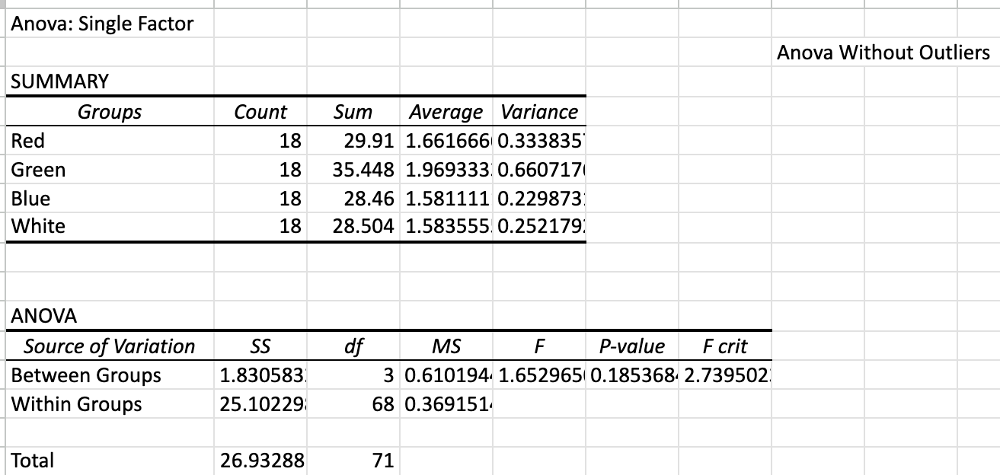 Anova: Single Factor
Anova Without Outliers
SUMMARY
Groups Count Sum Average Variance
Red 18 29.91 1.6616666 0.333835
Green 18 35.448 1.969333 0.660717
Blue 18 28.46 1.581111 0.229873
White 18 28.504 1.583555 0.252179
ANOVA
Source of Variation SS df MS F P-value F crit
Between Groups 1.830583 3 0.610194 1.652965 0.185368 2.739502
Within Groups 25.10229 68 0.369151
Total 26.93288 71